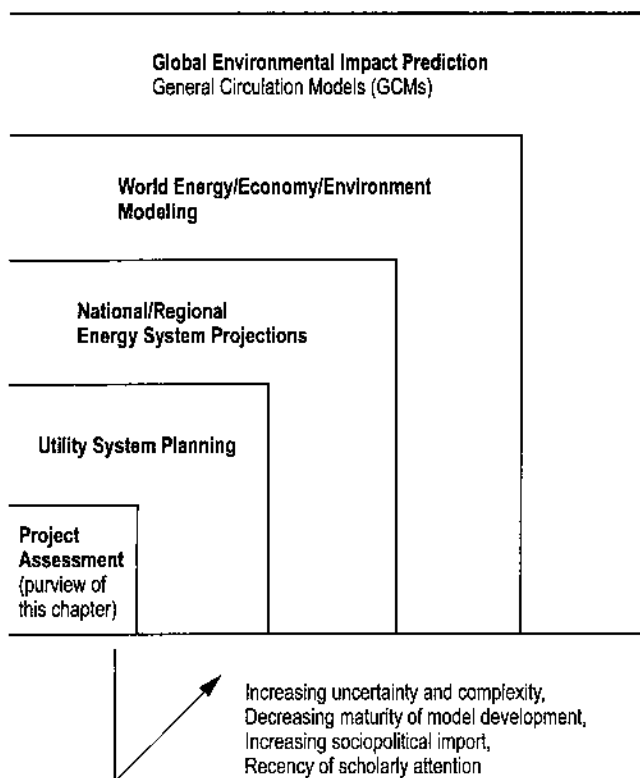 Global Environmental Impact Prediction
General Circulation Models (GCMs)
World Energy/Economy/Environment
Modeling
National/Regional
Energy System Projections
Utility System Planning
Project
Assessment
(purview of
this chapter)
Increasing uncertainty and complexity,
Decreasing maturity of model development,
Increasing sociopolitical import,
Recency of scholarly attention